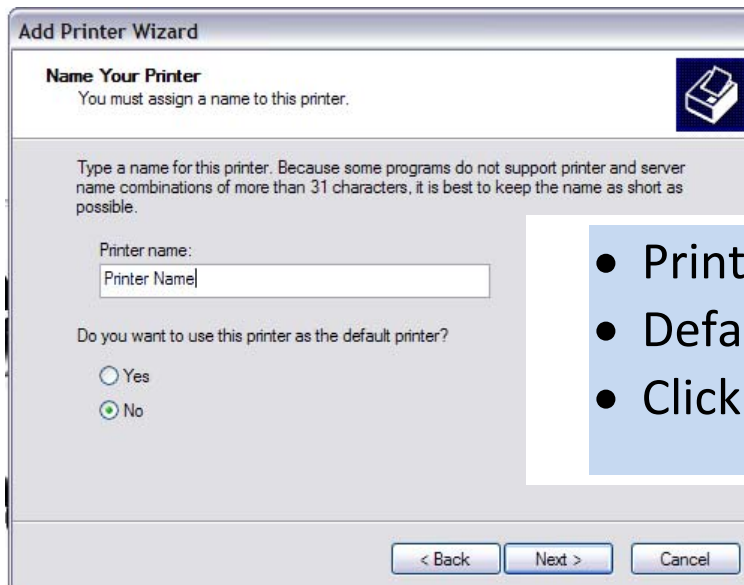 Add Printer Wizard
Name Your Printer
You must assign a name to this printer.
Type a name for this printer. Because some programs do not support printer and server
name combinations of more than 31 characters, it is best to keep the name as short as
possible.
Printer name:
Printer Name
Do you want to use this printer as the default printer?
Yes
No
• Print
• Defa
• Click
< Back
Next >
Cancel